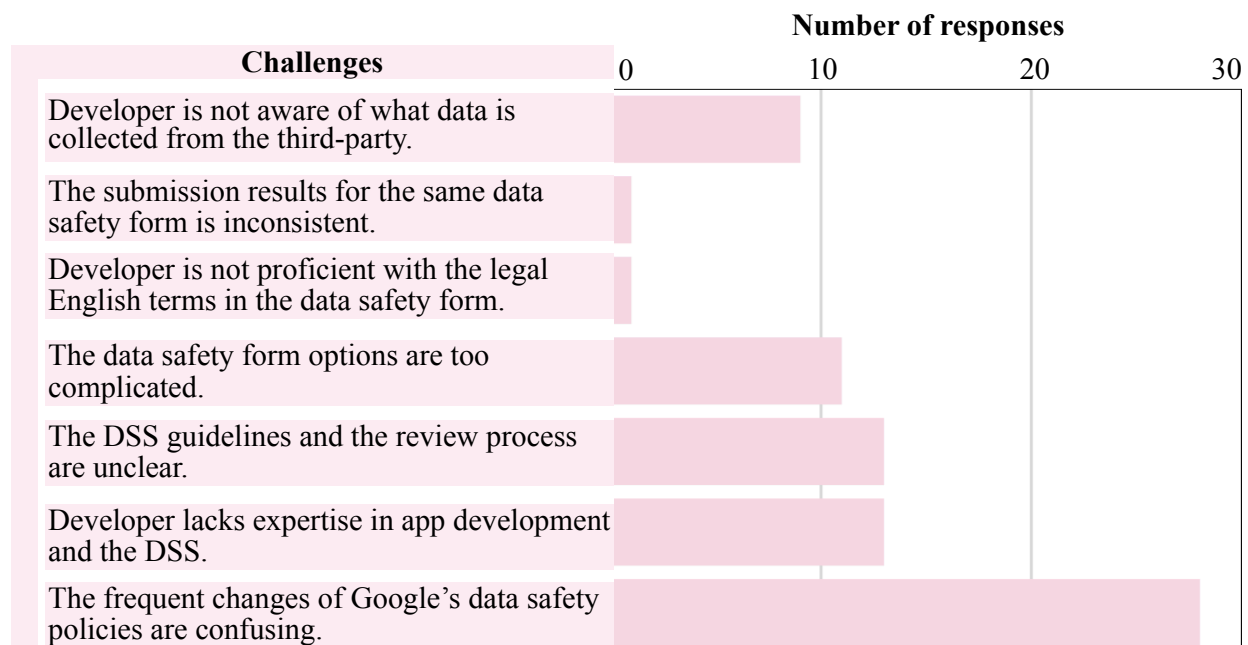 Number of responses
Challenges
0 10 20 30
Developer is not aware of what data is
collected from the third-party.
The submission results for the same data
safety form is inconsistent.
Developer is not proficient with the legal
English terms in the data safety form.
The data safety form options are too
complicated.
The DSS guidelines and the review process
are unclear.
Developer lacks expertise in app development
and the DSS.
The frequent changes of Google’s data safety
policies are confusing.